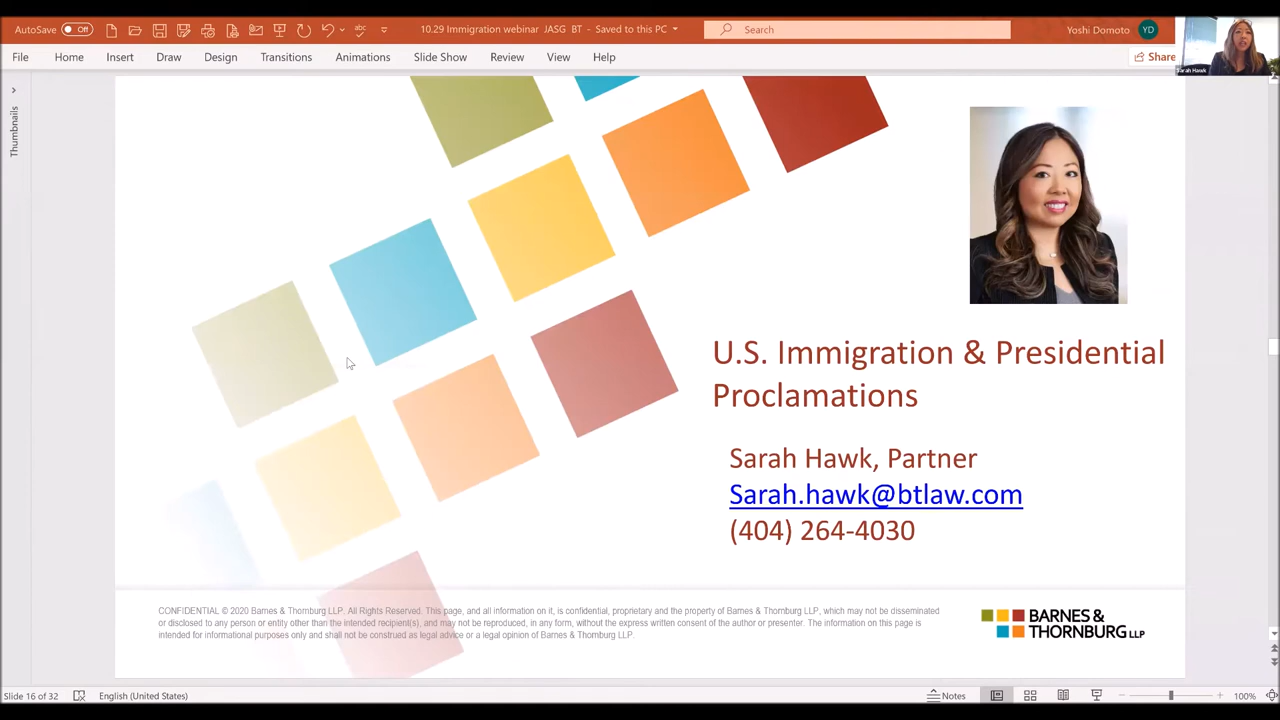 AutoSave Off
10.29 Immigration webinar JASG BT - Saved to this PC
Search
Yoshi Domoto YD
Sarah Hawk
File Home Insert Draw Design Transitions Animations Slide Show Review View Help Share
Thumbnails
U.S. Immigration & Presidential
Proclamations
Sarah Hawk, Partner
Sarah.hawk@btlaw.com
(404) 264-4030
CONFIDENTIAL © 2020 Barnes & Thornburg LLP. All Rights Reserved. This page, and all information on it, is confidential, proprietary and the property of Barnes & Thornburg LLP, which may not be disseminated
or disclosed to any person or entity other than the intended recipient(s), and may not be reproduced, in any form, without the express written consent of the author or presenter. The information on this page is
intended for informational purposes only and shall not be construed as legal advice or a legal opinion of Barnes & Thornburg LLP.
BARNES &
THORNBURG LLP
Slide 16 of 32 English (United States) Notes 100%